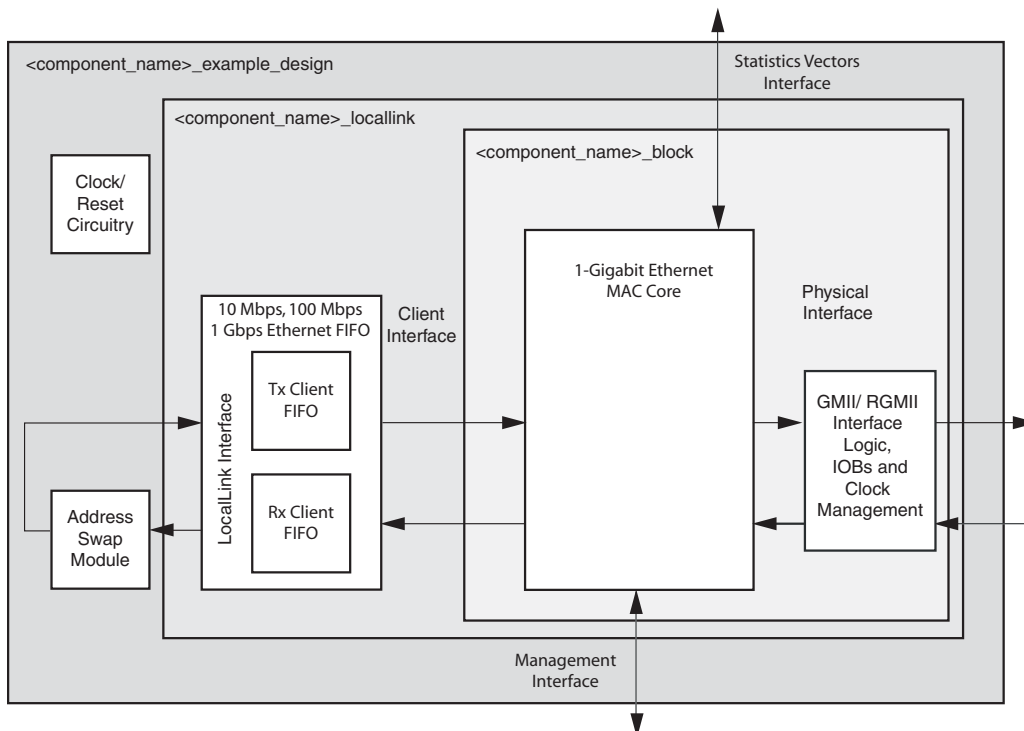 Statistics Vectors
Interface
<component_name>_example_design
<component_name>_locallink
<component_name>_block
Clock/
Reset
Circuitry
1-Gigabit Ethernet
MAC Core
Physical
Interface
10 Mbps, 100 Mbps
1 Gbps Ethernet FIFO
Client
Interface
LocalLink Interface
Tx Client
FIFO
Rx Client
FIFO
GMII/ RGMII
Interface
Logic,
IOBs and
Clock
Management
Address
Swap
Module
Management
Interface